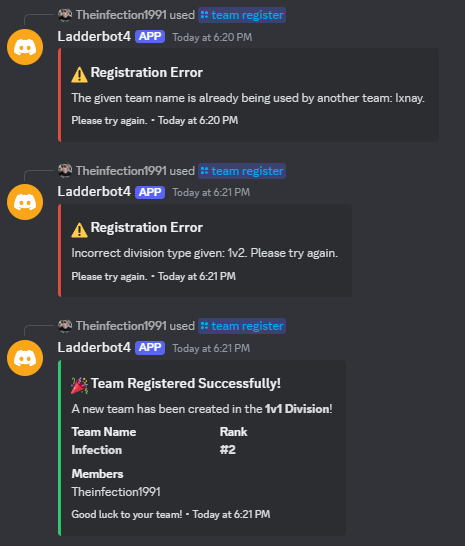 Theinfection1991 used team register
Ladderbot4 APP Today at 6:20 PM
Registration Error
The given team name is already being used by another team: Ixnay.
Please try again. • Today at 6:20 PM
Theinfection1991 used team register
Ladderbot4 APP Today at 6:21 PM
Registration Error
Incorrect division type given: 1v2. Please try again.
Please try again. • Today at 6:21 PM
Theinfection1991 used team register
Ladderbot4 APP Today at 6:21 PM
Team Registered Successfully!
A new team has been created in the 1v1 Division!
Team Name Rank
Infection #2
Members
Theinfection1991
Good luck to your team! • Today at 6:21 PM